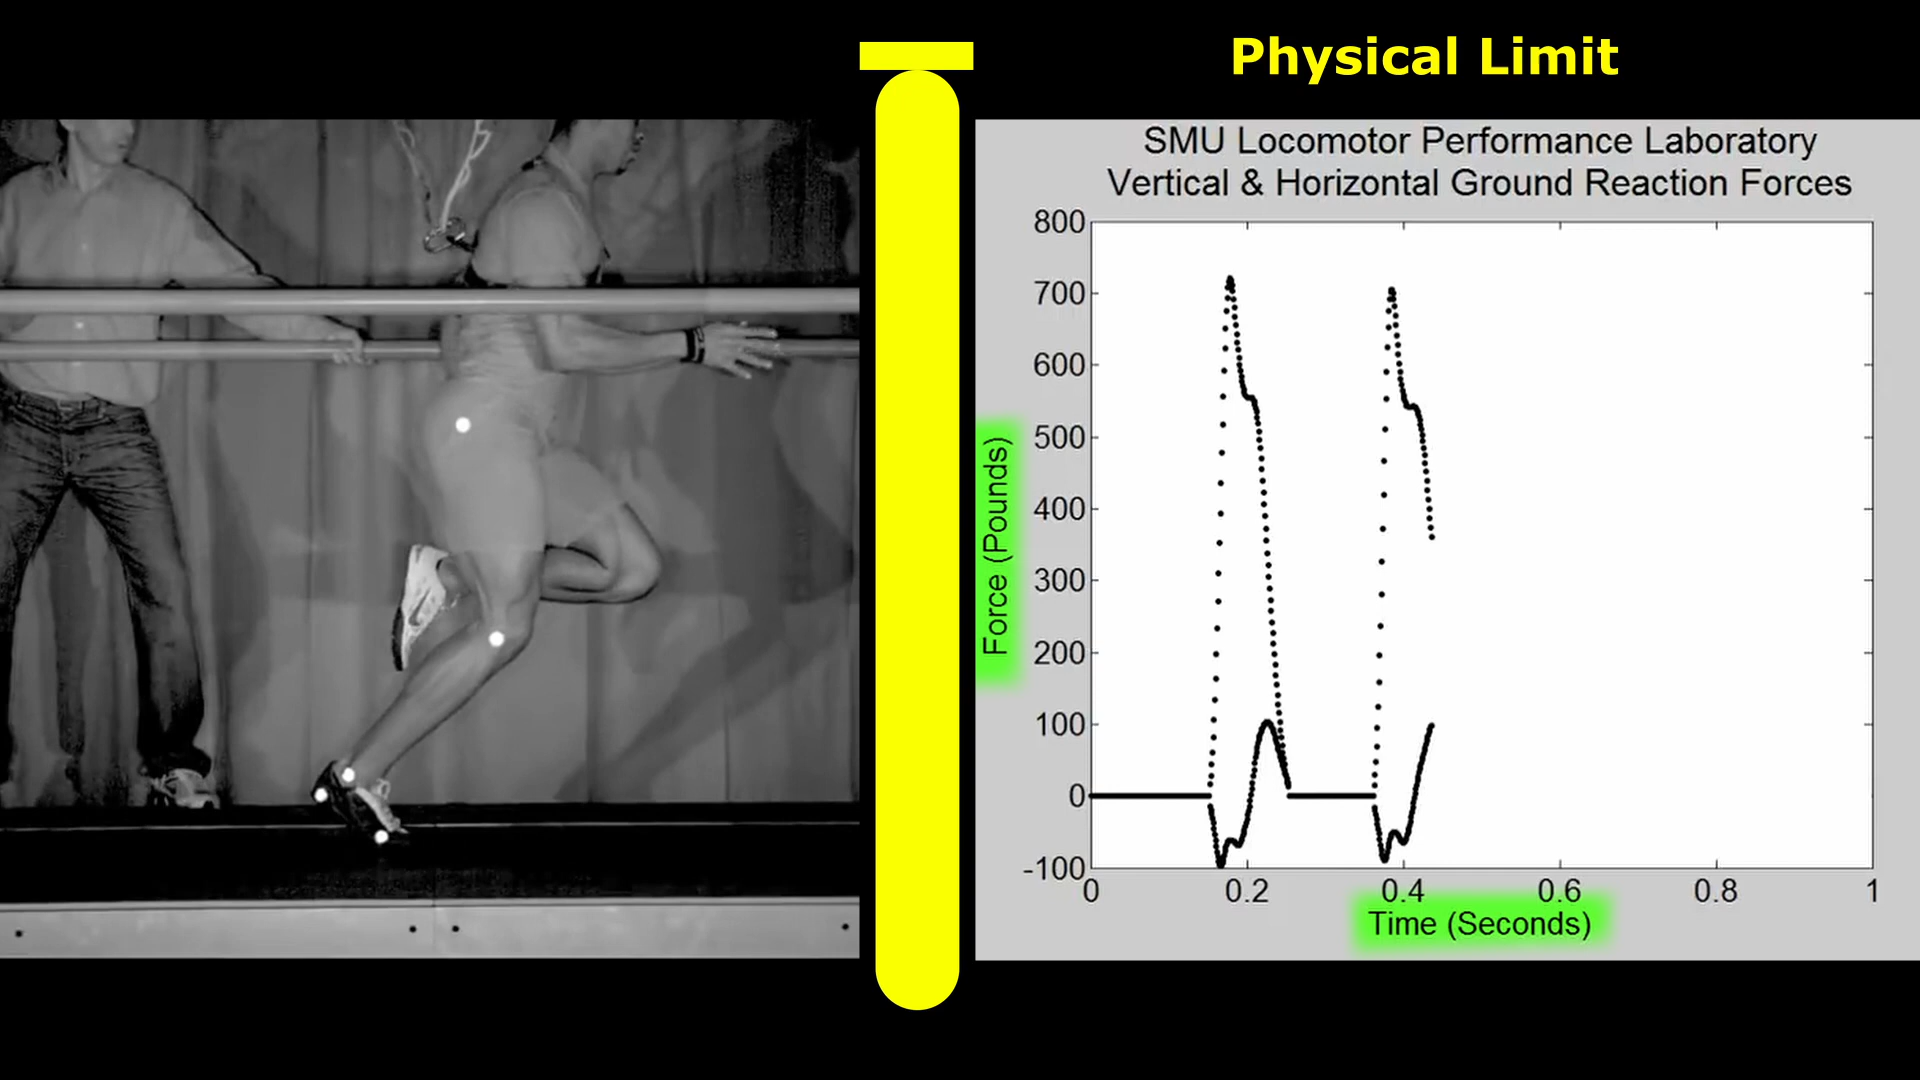 Physical Limit
SMU Locomotor Performance Laboratory
Vertical & Horizontal Ground Reaction Forces
800
700
600
500
400
300
200
100
0
-100
Force (Pounds)
0 0.2 0.4 0.6 0.8 1
Time (Seconds)